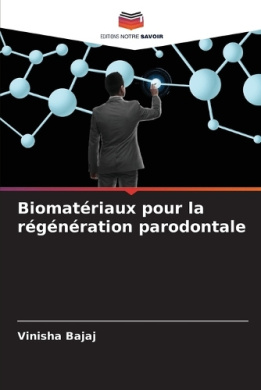 EDITIONS NOTRE SAVOIR
Biomatériaux pour la
régénération parodontale
Vinisha Bajaj